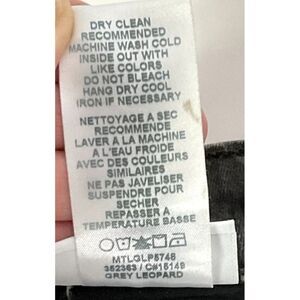 DRY CLEAN
RECOMMENDED
MACHINE WASH COLD
INSIDE OUT WITH
LIKE COLORS
DO NOT BLEACH
HANG DRY COOL
IRON IF NECESSARY
NETTOYAGE A SEC
RECOMMENDE
LAVER A LA MACHINE
A L'EAU FROIDE
AVEC DES COULEURS
SIMILAIRES
NE PAS JAVELISER
SUSPENDRE POUR
SECHER
REPASSER A
TEMPERATURE BASSE
MTLGLP5748
352363 / C#15149
GREY LEOPARD